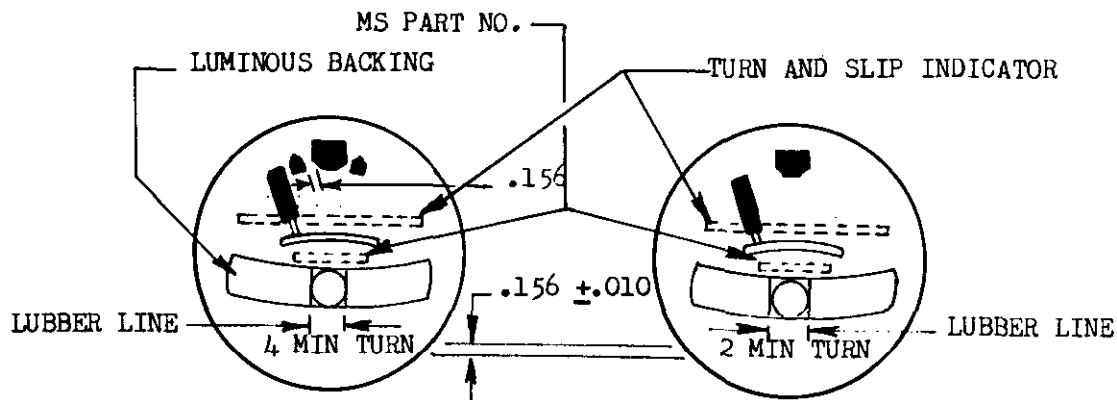 MS PART NO.
LUMINOUS BACKING
TURN AND SLIP INDICATOR
.156
.156 ±.010
LUBBER LINE
4 MIN TURN
2 MIN TURN
LUBBER LINE